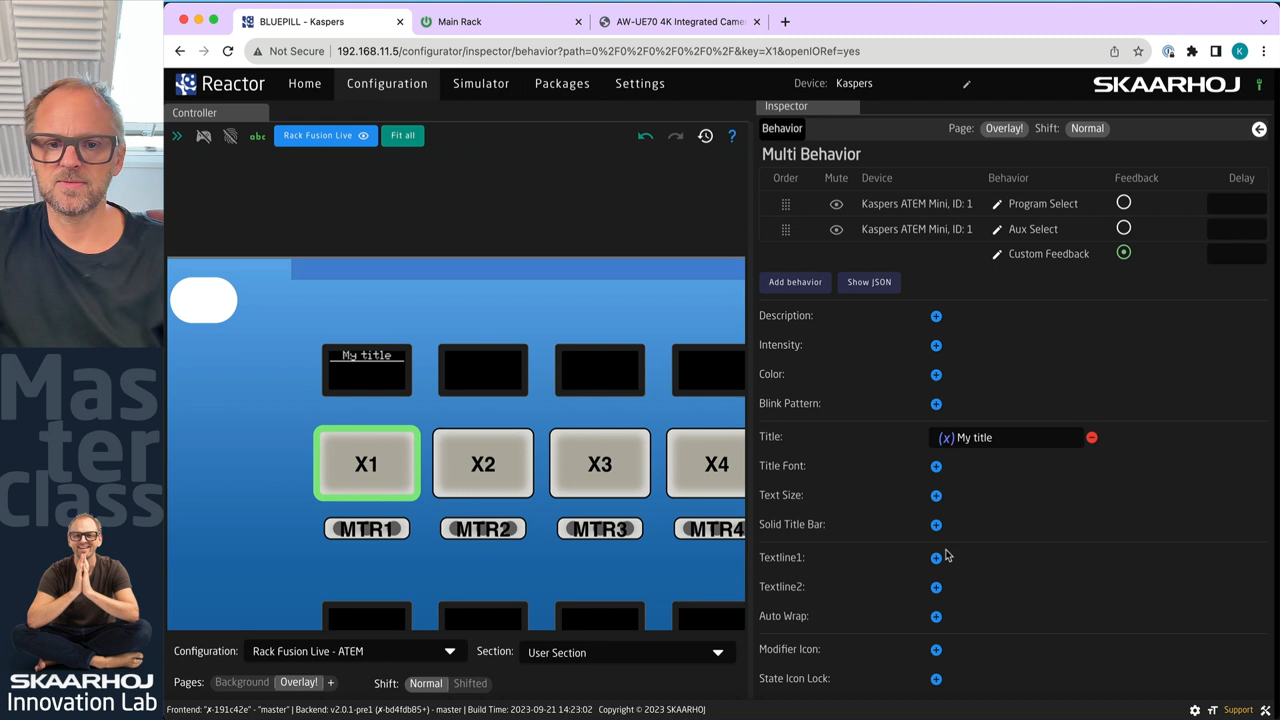 BLUEPILL - Kaspers
Main Rack
AW-UE70 4K Integrated Came
Not Secure
192.168.11.5/configurator/inspector/behavior?path=0%2F0%2F0%2F0%2F0%2F&key=X1&openIORef=yes
K
Reactor
Home
Configuration
Simulator
Packages
Settings
Device:
Kaspers
SKAARHOJ
Controller
abc
Rack Fusion Live
Fit all
?
Inspector
Behavior
Page:
Overlay!
Shift:
Normal
Multi Behavior
Order
Mute
Device
Behavior
Feedback
Delay
Kaspers ATEM Mini, ID: 1
Program Select
Kaspers ATEM Mini, ID: 1
Aux Select
Custom Feedback
Add behavior
Show JSON
Description:
Intensity:
Color:
Blink Pattern:
Title:
(x) My title
Title Font:
Text Size:
Solid Title Bar:
Textline1:
Textline2:
Auto Wrap:
Modifier Icon:
State Icon Lock:
My title
X1
X2
X3
X4
MTR1
MTR2
MTR3
MTR4
Configuration:
Rack Fusion Live - ATEM
Section:
User Section
Pages:
Background
Overlay!
+
Shift:
Normal
Shifted
Frontend: "✗-191c42e" - "master" | Backend: v2.0.1-pre1 (✗-bd4fdb85+) - master | Build Time: 2023-09-21 14:23:02 Copyright © 2023 SKAARHOJ
Support
Mas
ter
Class
SKAARHOJ
Innovation Lab